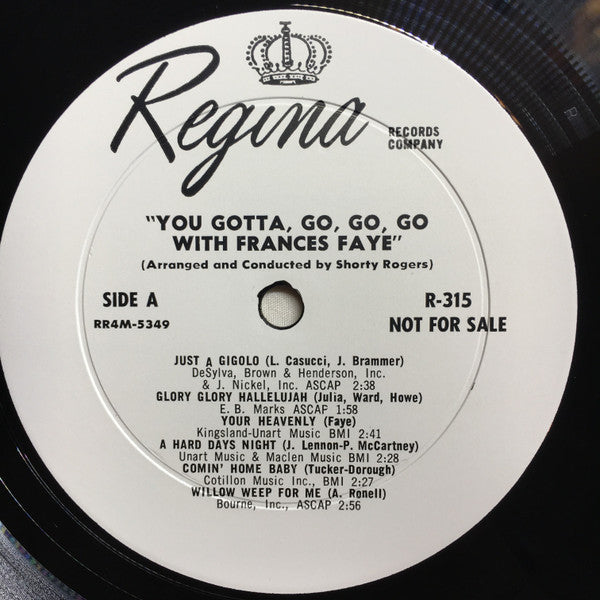 Regina
RECORDS
COMPANY
"YOU GOTTA, GO, GO, GO
WITH FRANCES FAYE"
(Arranged and Conducted by Shorty Rogers)
SIDE A
R-315
RR4M-5349
NOT FOR SALE
JUST A GIGOLO (L. Casucci, J. Brammer)
DeSylva, Brown & Henderson, Inc.
& J. Nickel, Inc. ASCAP 2:38
GLORY GLORY HALLELUJAH (Julia, Ward, Howe)
E. B. Marks ASCAP 1:58
YOUR HEAVENLY (Faye)
Kingsland-Unart Music BMI 2:41
A HARD DAYS NIGHT (J. Lennon-P. McCartney)
Unart Music & Maclen Music BMI 2:28
COMIN' HOME BABY (Tucker-Dorough)
Cotillon Music Inc., BMI 2:27
WILLOW WEEP FOR ME (A. Ronell)
Bourne, Inc., ASCAP 2:56